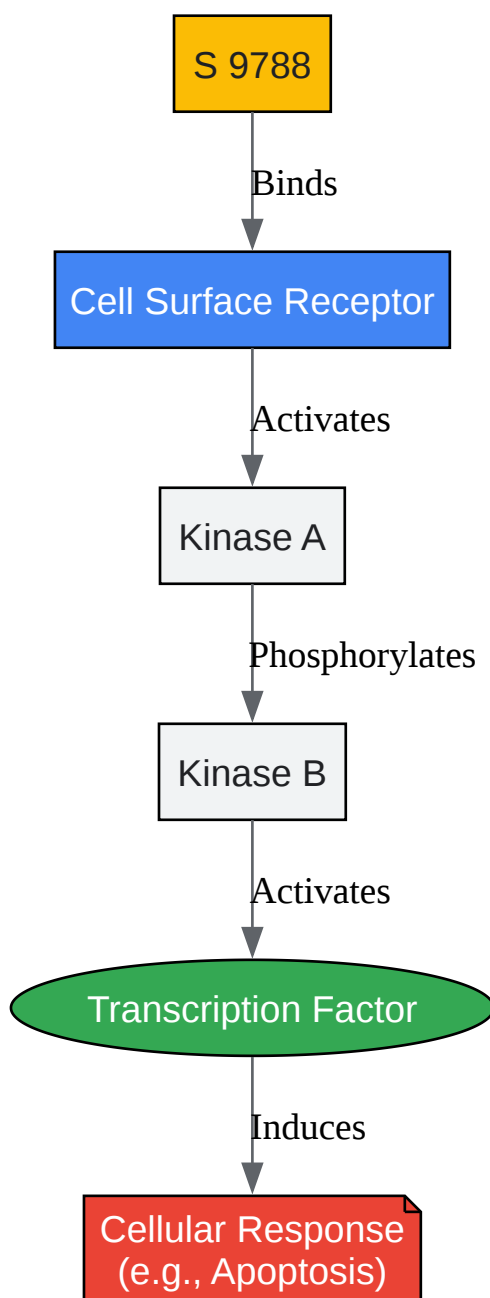 S 9788
Binds
Cell Surface Receptor
Activates
Kinase A
Phosphorylates
Kinase B
Activates
Transcription Factor
Induces
Cellular Response
(e.g., Apoptosis)